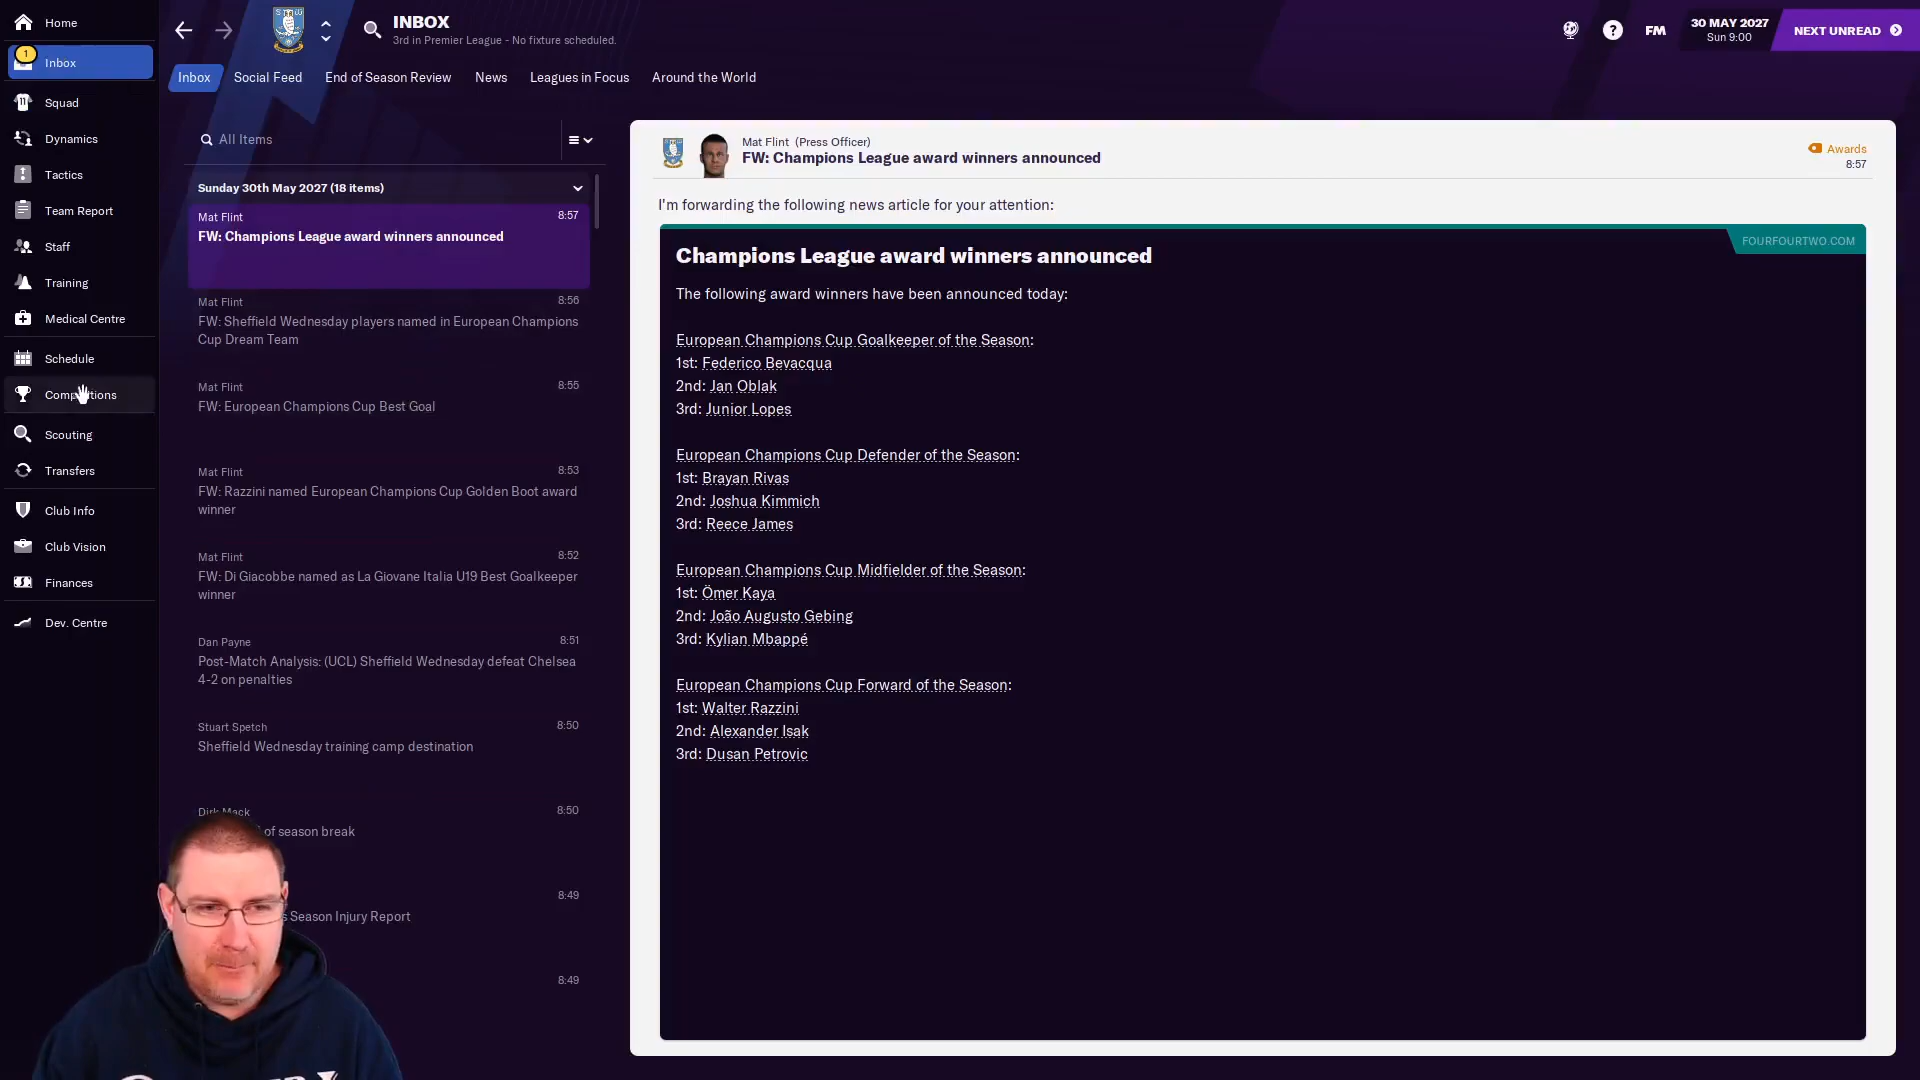 Home
1
Inbox
Squad
Dynamics
Tactics
Team Report
Staff
Training
Medical Centre
Schedule
Competitions
Scouting
Transfers
Club Info
Club Vision
Finances
Dev. Centre
INBOX
3rd in Premier League - No fixture scheduled.
FM
30 MAY 2027
Sun 9:00
NEXT UNREAD
Inbox Social Feed End of Season Review News Leagues in Focus Around the World
All Items
Sunday 30th May 2027 (18 items)
Mat Flint 8:57
FW: Champions League award winners announced
Mat Flint 8:56
FW: Sheffield Wednesday players named in European Champions
Cup Dream Team
Mat Flint 8:55
FW: European Champions Cup Best Goal
Mat Flint 8:53
FW: Razzini named European Champions Cup Golden Boot award
winner
Mat Flint 8:52
FW: Di Giacobbe named as La Giovane Italia U19 Best Goalkeeper
winner
Dan Payne 8:51
Post-Match Analysis: (UCL) Sheffield Wednesday defeat Chelsea
4-2 on penalties
Stuart Spetch 8:50
Sheffield Wednesday training camp destination
Dirk Mack 8:50
of season break
8:49
Season Injury Report
8:49
Mat Flint (Press Officer)
FW: Champions League award winners announced
Awards
8:57
I'm forwarding the following news article for your attention:
FOURFOURTWO.COM
Champions League award winners announced
The following award winners have been announced today:
European Champions Cup Goalkeeper of the Season:
1st: Federico Bevacqua
2nd: Jan Oblak
3rd: Junior Lopes
European Champions Cup Defender of the Season:
1st: Brayan Rivas
2nd: Joshua Kimmich
3rd: Reece James
European Champions Cup Midfielder of the Season:
1st: Ömer Kaya
2nd: João Augusto Gebing
3rd: Kylian Mbappé
European Champions Cup Forward of the Season:
1st: Walter Razzini
2nd: Alexander Isak
3rd: Dusan Petrovic